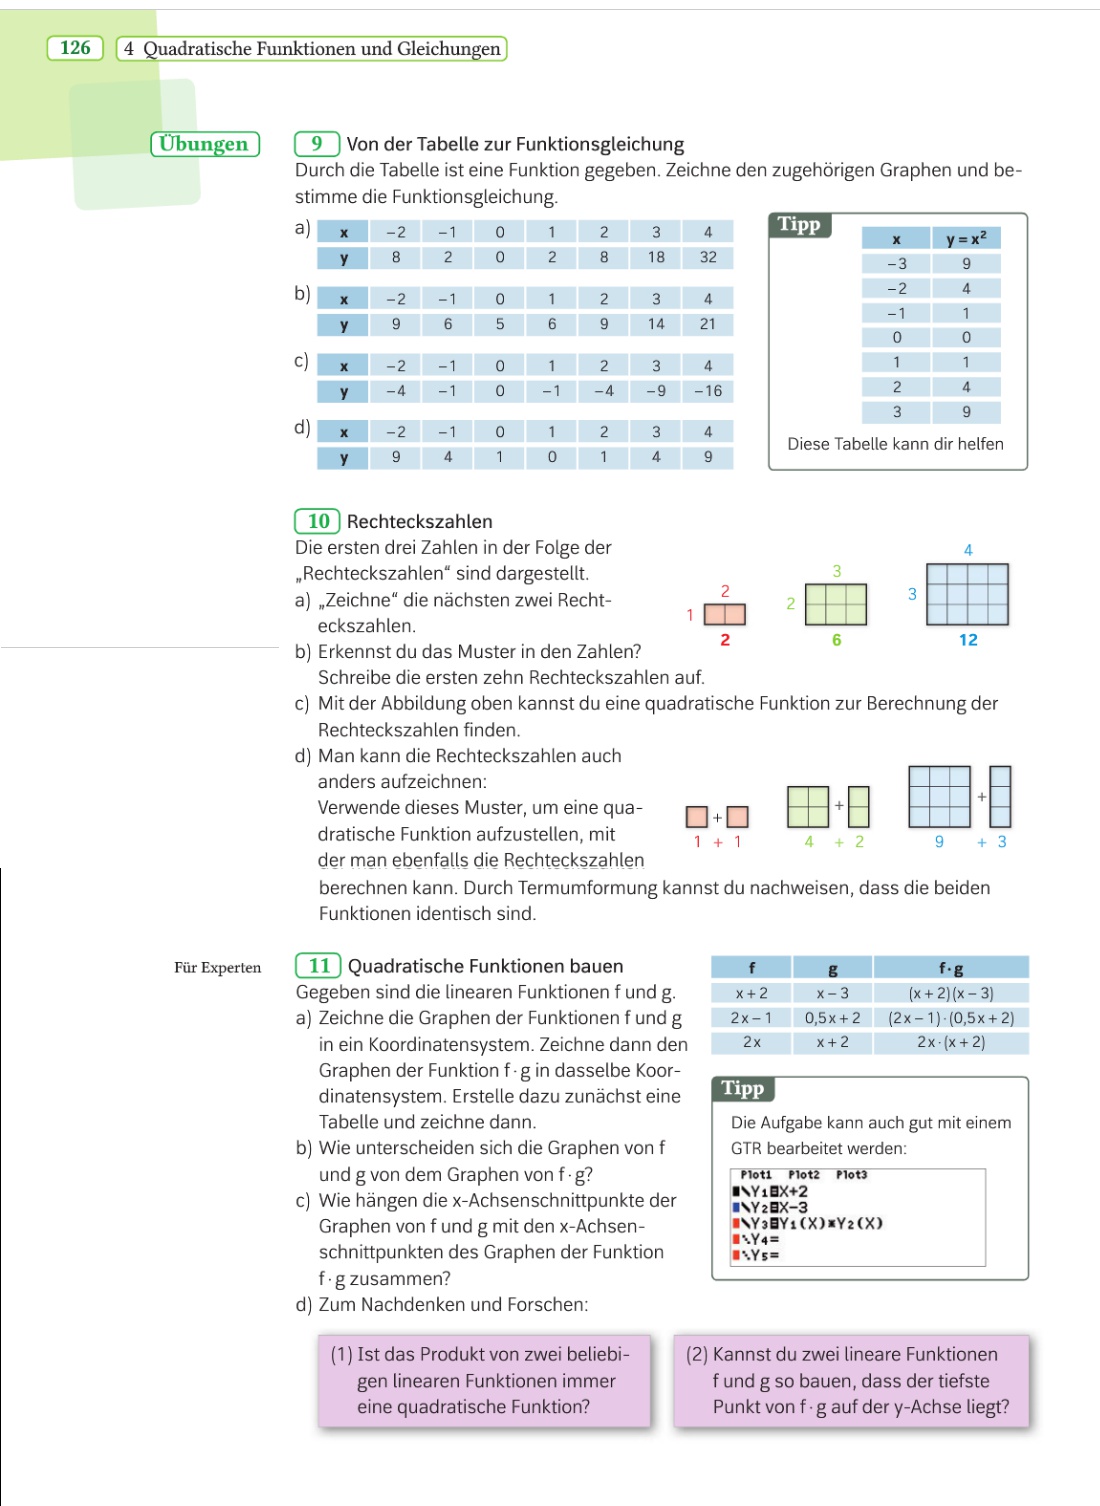 126 4 Quadratische Funktionen und Gleichungen
Übungen
9 Von der Tabelle zur Funktionsgleichung
Durch die Tabelle ist eine Funktion gegeben. Zeichne den zugehörigen Graphen und be-
stimme die Funktionsgleichung.
a) x −2 −1 0 1 2 3 4
y 8 2 0 2 8 18 32
b) x −2 −1 0 1 2 3 4
y 9 6 5 6 9 14 21
c) x −2 −1 0 1 2 3 4
y −4 −1 0 −1 −4 −9 −16
d) x −2 −1 0 1 2 3 4
y 9 4 1 0 1 4 9
Tipp
x y = x²
−3 9
−2 4
−1 1
0 0
1 1
2 4
3 9
Diese Tabelle kann dir helfen
10 Rechteckszahlen
Die ersten drei Zahlen in der Folge der
„Rechteckszahlen“ sind dargestellt.
a) „Zeichne“ die nächsten zwei Recht-
eckszahlen.
b) Erkennst du das Muster in den Zahlen?
Schreibe die ersten zehn Rechteckszahlen auf.
2
1
2
3
2
6
4
3
12
c) Mit der Abbildung oben kannst du eine quadratische Funktion zur Berechnung der
Rechteckszahlen finden.
d) Man kann die Rechteckszahlen auch
anders aufzeichnen:
Verwende dieses Muster, um eine qua-
dratische Funktion aufzustellen, mit
der man ebenfalls die Rechteckszahlen
berechnen kann. Durch Termumformung kannst du nachweisen, dass die beiden
Funktionen identisch sind.
+ + +
1 + 1 4 + 2 9 + 3
Für Experten
11 Quadratische Funktionen bauen
Gegeben sind die linearen Funktionen f und g.
a) Zeichne die Graphen der Funktionen f und g
in ein Koordinatensystem. Zeichne dann den
Graphen der Funktion f · g in dasselbe Koor-
dinatensystem. Erstelle dazu zunächst eine
Tabelle und zeichne dann.
b) Wie unterscheiden sich die Graphen von f
und g von dem Graphen von f · g?
c) Wie hängen die x-Achsenschnittpunkte der
Graphen von f und g mit den x-Achsen-
schnittpunkten des Graphen der Funktion
f · g zusammen?
d) Zum Nachdenken und Forschen:
f g f · g
x + 2 x − 3 (x + 2)(x − 3)
2x − 1 0,5x + 2 (2x − 1) · (0,5x + 2)
2x x + 2 2x · (x + 2)
Tipp
Die Aufgabe kann auch gut mit einem
GTR bearbeitet werden:
Plot1 Plot2 Plot3
\Y1=X+2
\Y2=X−3
\Y3=Y1(X)*Y2(X)
\Y4=
\Y5=
(1) Ist das Produkt von zwei beliebi-
gen linearen Funktionen immer
eine quadratische Funktion?
(2) Kannst du zwei lineare Funktionen
f und g so bauen, dass der tiefste
Punkt von f · g auf der y-Achse liegt?